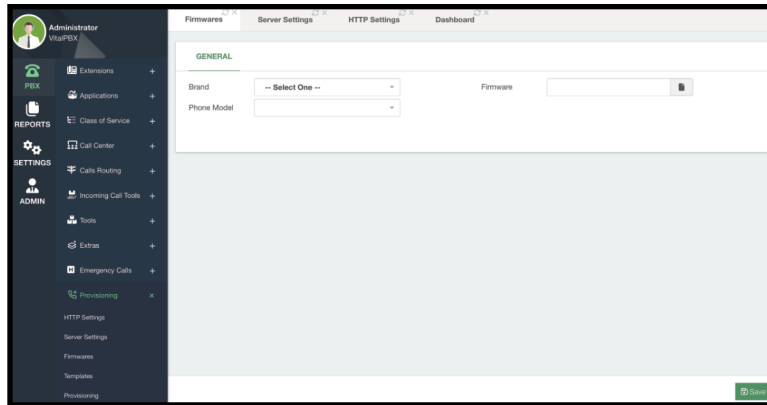 Administrator
VitalPBX
Firmwares
Server Settings
HTTP Settings
Dashboard
PBX
REPORTS
SETTINGS
ADMIN
Extensions
Applications
Class of Service
Call Center
Calls Routing
Incoming Call Tools
Tools
Extras
Emergency Calls
Provisioning
HTTP Settings
Server Settings
Firmwares
Templates
Provisioning
GENERAL
Brand
-- Select One --
Firmware
Phone Model
Save